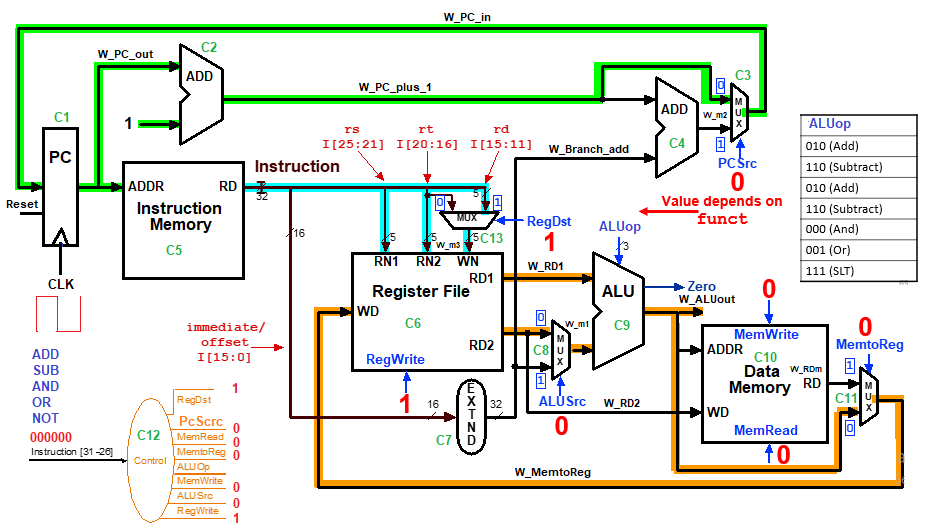 W_PC_in
C2
W_PC_out
ADD
C3
W_PC_plus_1
0
M
U
X
C1
1
ADD
W_m2
C4
1
PC
rs
rt
rd
I[25:21]
I[20:16]
I[15:11]
W_Branch_add
PCSrc
0
ADDR
RD
Instruction
32
5
Instruction
Memory
C5
Reset
0
1
MUX
C13
RegDst
1
Value depends on
funct
ALUop
3
16
5
5
W_m3
5
CLK
RN1
RN2
WN
RD1
W_RD1
Register File
WD
C6
RD2
RegWrite
1
ALU
C9
Zero
W_ALUout
0
W_m1
C8
M
U
X
1
ALUSrc
0
immediate/
offset
I[15:0]
0
MemWrite
C10
ADDR
Data
Memory
W_RDm
RD
WD
MemRead
0
0
MemtoReg
1
C11
M
U
X
0
16
E
X
T
N
D
32
C7
W_RD2
W_MemtoReg
ALUop
010 (Add)
110 (Subtract)
010 (Add)
110 (Subtract)
000 (And)
001 (Or)
111 (SLT)
ADD
SUB
AND
OR
NOT
000000
Instruction [31 -26]
C12
Control
RegDst
1
PcScrc
0
MemRead
0
MemtoReg
0
ALUOp
MemWrite
0
ALUSrc
0
RegWrite
1